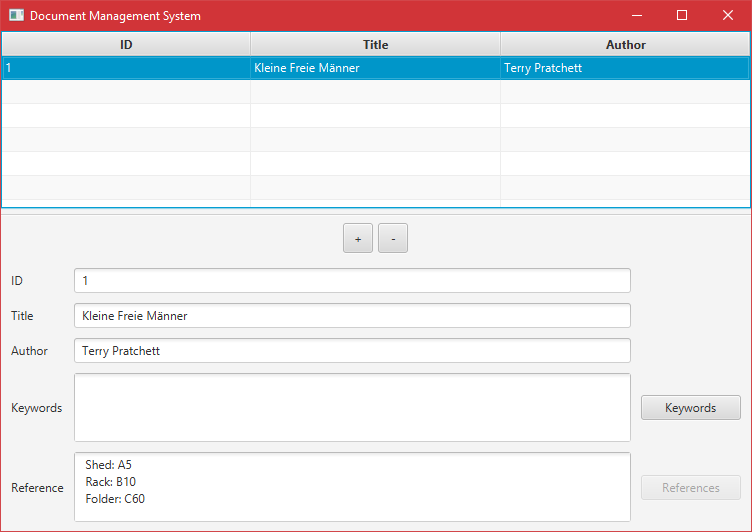 Document Management System
ID Title Author
1 Kleine Freie Männer Terry Pratchett
+ -
ID 1
Title Kleine Freie Männer
Author Terry Pratchett
Keywords Keywords
Shed: A5
Rack: B10
Reference References
Folder: C60